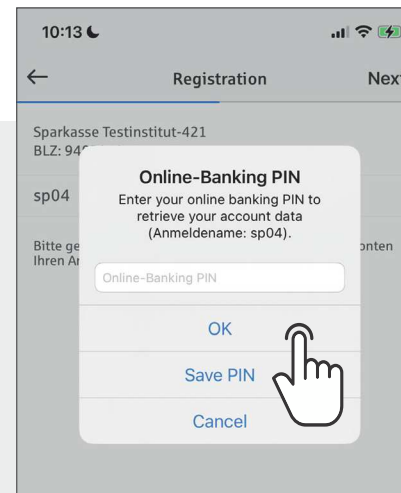 10:13
Registration
Next
Sparkasse Testinstitut-421
BLZ: 94
sp04
Online-Banking PIN
Enter your online banking PIN to
retrieve your account data
(Anmeldename: sp04).
Bitte ge
onten
Ihren An
Online-Banking PIN
OK
Save PIN
Cancel